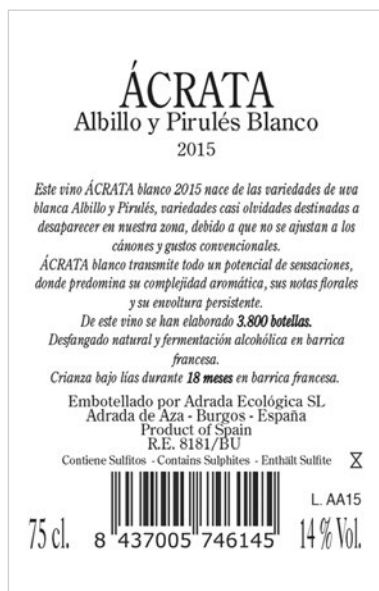 ÁCRATA
Albillo y Pirulés Blanco
2015
Este vino ÁCRATA blanco 2015 nace de las variedades de uva
blanca Albillo y Pirulés, variedades casi olvidades destinadas a
desaparecer en nuestra zona, debido a que no se ajustan a los
cánones y gustos convencionales.
ÁCRATA blanco transmite todo un potencial de sensaciones,
donde predomina su complejidad aromática, sus notas florales
y su envoltura persistente.
De este vino se han elaborado 3.800 botellas.
Desfangado natural y fermentación alcohólica en barrica
francesa.
Crianza bajo lías durante 18 meses en barrica francesa.
Embotellado por Adrada Ecológica SL
Adrada de Aza - Burgos - España
Product of Spain
R.E. 8181/BU
Contiene Sulfitos - Contains Sulphites - Enthält Sulfite
L. AA15
75 cl. 8 437005 746145 14 % Vol.